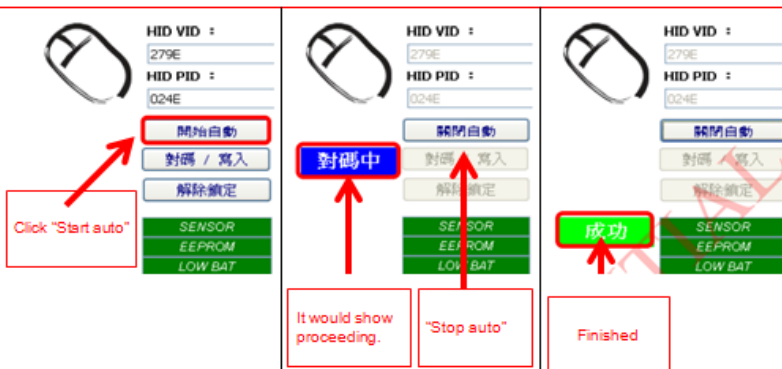 HID VID :
279E
HID PID :
024E
開始自動
對碼 / 寫入
解除鎖定
SENSOR
EEPROM
LOW BAT
Click "Start auto"
HID VID :
279E
HID PID :
024E
關閉自動
對碼中
對碼 / 寫入
解除鎖定
SENSOR
EEPROM
LOW BAT
It would show
proceeding.
"Stop auto"
HID VID :
279E
HID PID :
024E
關閉自動
對碼 / 寫入
解除鎖定
成功
SENSOR
EEPROM
LOW BAT
Finished
TIAL